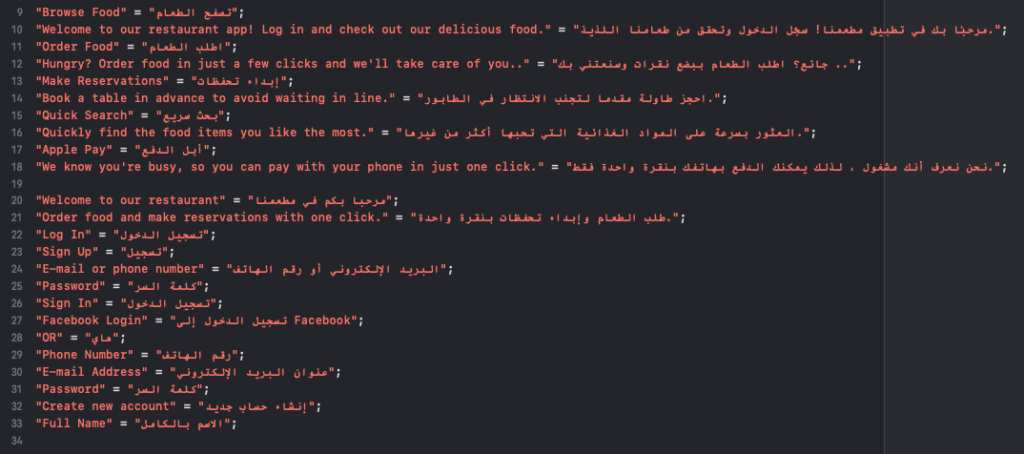 9 "Browse Food" = "تصفح الطعام";
10 "Welcome to our restaurant app! Log in and check out our delicious food." = "مرحبًا بك في تطبيق مطعمنا! سجّل الدخول وتحقق من طعامنا اللذيذ.";
11 "Order Food" = "اطلب الطعام";
12 "Hungry? Order food in just a few clicks and we'll take care of you.." = "جائع؟ اطلب الطعام ببضع نقرات وسنعتني بك ..";
13 "Make Reservations" = "إبداء تحفظات";
14 "Book a table in advance to avoid waiting in line." = "احجز طاولة مقدما لتجنب الانتظار في الطابور.";
15 "Quick Search" = "بحث سريع";
16 "Quickly find the food items you like the most." = "العثور بسرعة على المواد الغذائية التي تحبها أكثر من غيرها.";
17 "Apple Pay" = "أبل الدفع";
18 "We know you're busy, so you can pay with your phone in just one click." = "نحن نعرف أنك مشغول ، لذلك يمكنك الدفع بهاتفك بنقرة واحدة فقط.";
19
20 "Welcome to our restaurant" = "مرحبا بكم في مطعمنا";
21 "Order food and make reservations with one click." = "طلب الطعام وإبداء تحفظات بنقرة واحدة.";
22 "Log In" = "تسجيل الدخول";
23 "Sign Up" = "تسجيل";
24 "E-mail or phone number" = "البريد الإلكتروني أو رقم الهاتف";
25 "Password" = "كلمة السر";
26 "Sign In" = "تسجيل الدخول";
27 "Facebook Login" = "تسجيل الدخول إلى Facebook";
28 "OR" = "هاي";
29 "Phone Number" = "رقم الهاتف";
30 "E-mail Address" = "عنوان البريد الإلكتروني";
31 "Password" = "كلمة السر";
32 "Create new account" = "إنشاء حساب جديد";
33 "Full Name" = "الاسم بالكامل";
34